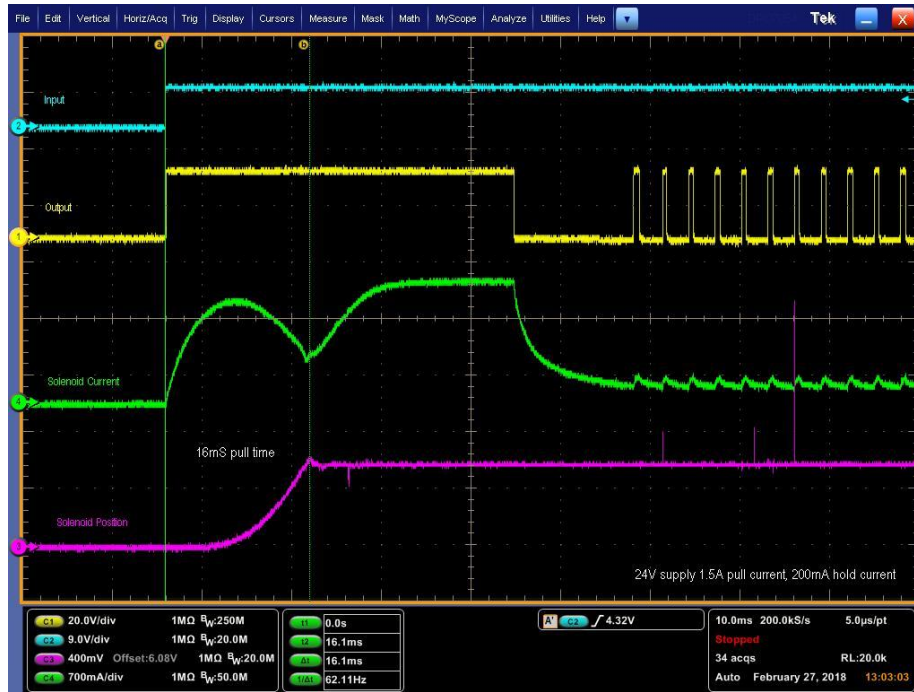 File Edit Vertical Horiz/Acq Trig Display Cursors Measure Mask Math MyScope Analyze Utilities Help Tek X
a b
Input
2
Output
1
Solenoid Current
4
16mS pull time
Solenoid Position
3
24V supply 1.5A pull current, 200mA hold current
C1 20.0V/div 1MΩ BW:250M
C2 9.0V/div 1MΩ BW:20.0M
C3 400mV Offset:6.08V 1MΩ BW:20.0M
C4 700mA/div 1MΩ BW:50.0M
t1 0.0s
t2 16.1ms
Δt 16.1ms
1/Δt 62.11Hz
A' C2 4.32V
10.0ms 200.0kS/s 5.0µs/pt
Stopped
34 acqs RL:20.0k
Auto February 27, 2018 13:03:03